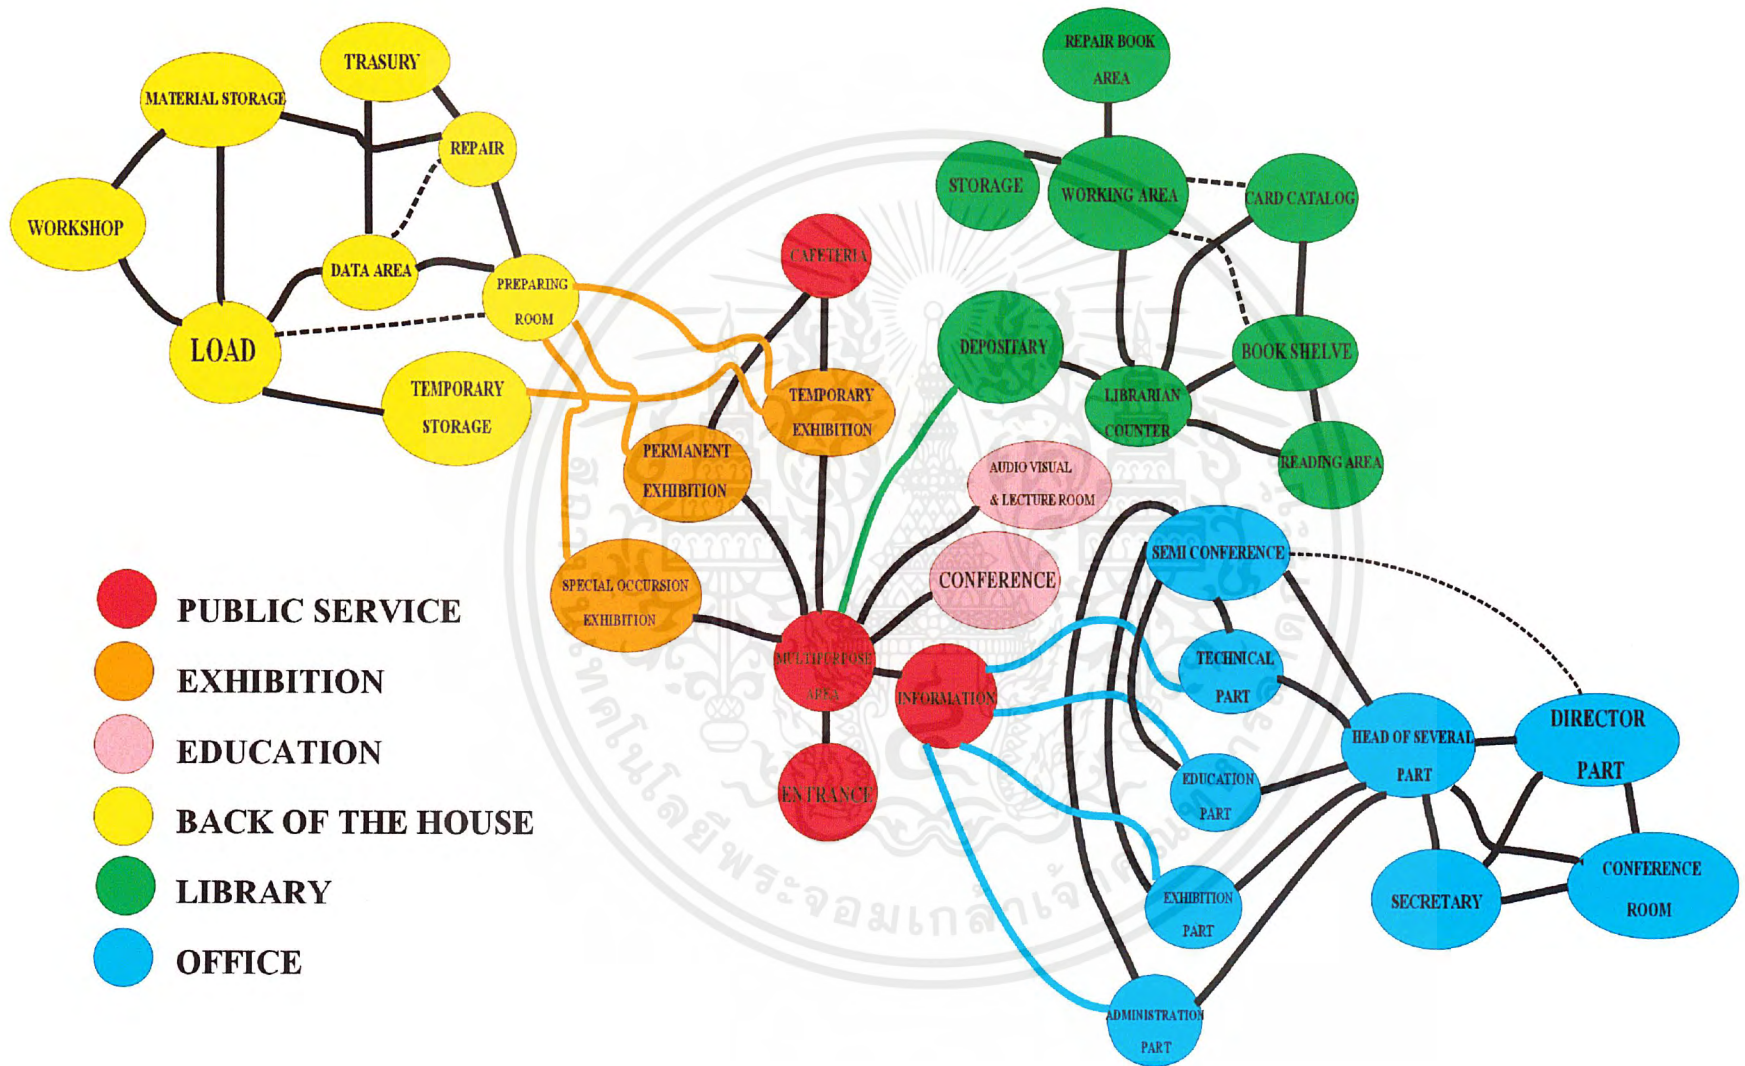 TRASURY
MATERIAL STORAGE
REPAIR
WORKSHOP
DATA AREA
PREPARING
ROOM
LOAD
TEMPORARY
STORAGE
REPAIR BOOK
AREA
STORAGE
WORKING AREA
CARD CATALOG
CAFETERIA
DEPOSITARY
BOOK SHELVE
LIBRARIAN
COUNTER
READING AREA
TEMPORARY
EXHIBITION
PERMANENT
EXHIBITION
AUDIO VISUAL
& LECTURE ROOM
CONFERENCE
SPECIAL OCCURSION
EXHIBITION
MULTIPURPOSE
AREA
INFORMATION
ENTRANCE
SEMI CONFERENCE
TECHNICAL
PART
HEAD OF SEVERAL
PART
DIRECTOR
PART
EDUCATION
PART
EXHIBITION
PART
SECRETARY
CONFERENCE
ROOM
ADMINISTRATION
PART
PUBLIC SERVICE
EXHIBITION
EDUCATION
BACK OF THE HOUSE
LIBRARY
OFFICE